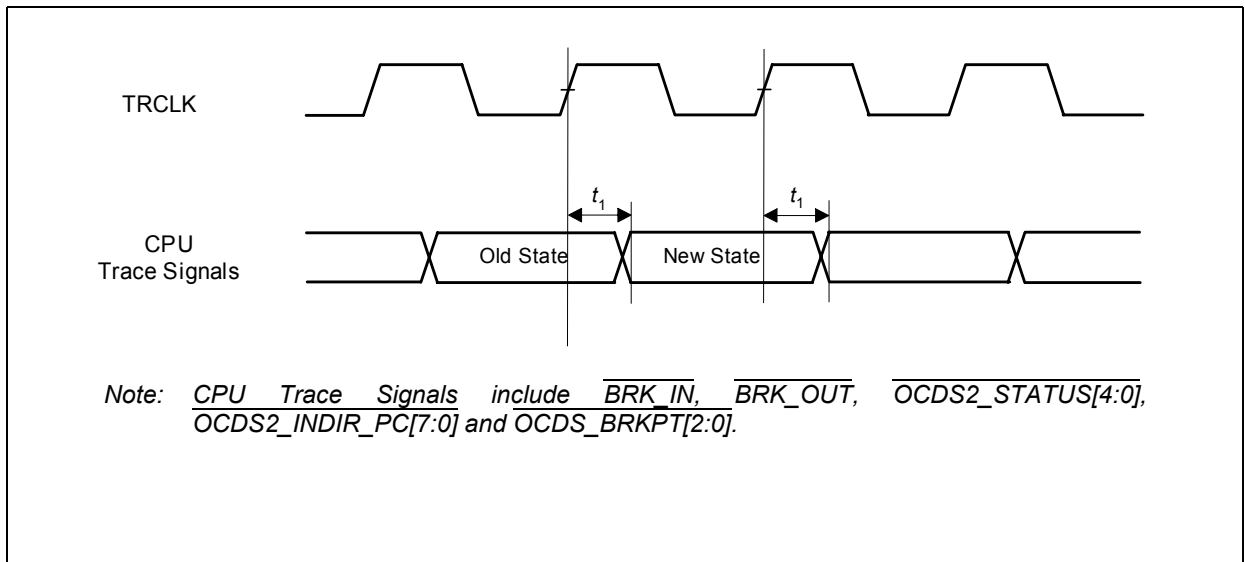 TRCLK
t1 t1
CPU
Trace Signals
Old State New State
Note: CPU Trace Signals include BRK_IN, BRK_OUT, OCDS2_STATUS[4:0],
OCDS2_INDIR_PC[7:0] and OCDS_BRKPT[2:0].